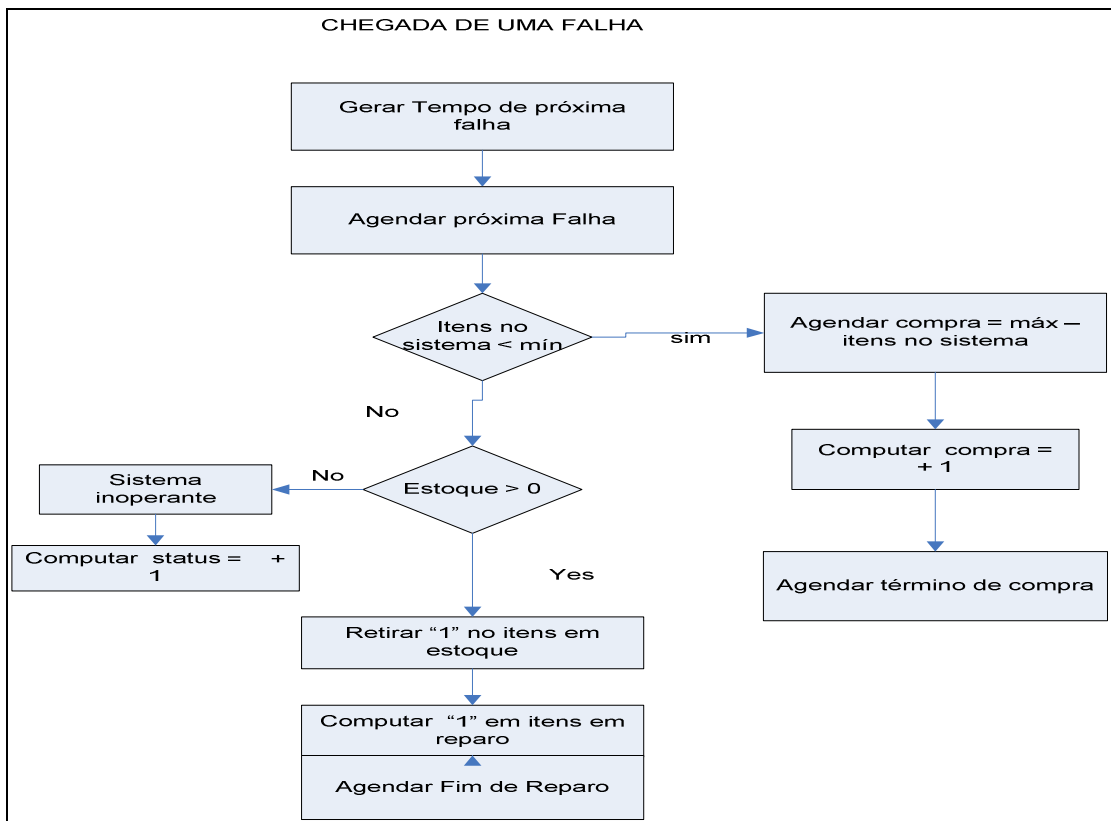 CHEGADA DE UMA FALHA
Gerar Tempo de próxima
falha
Agendar próxima Falha
Itens no
sistema < mín
sim
Agendar compra = máx –
itens no sistema
No
Computar compra =
+ 1
Estoque > 0
No
Sistema
inoperante
Computar status = +
1
Agendar término de compra
Yes
Retirar “1” no itens em
estoque
Computar “1” em itens em
reparo
Agendar Fim de Reparo